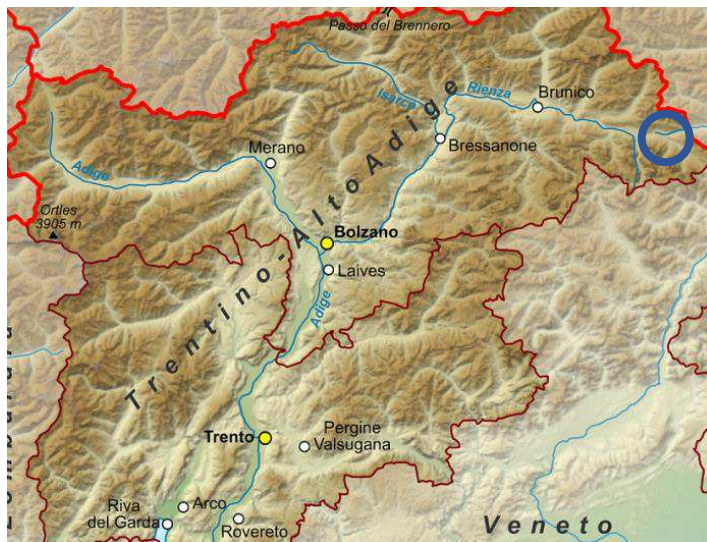 Passo del Brennero
Isarco
Rienza
Brunico
Adige
Merano
Bressanone
Ortles
3905 m
Bolzano
Trentino-Alto Adige
Laives
Adige
Trento
Pergine
Valsugana
Riva
del Garda
Arco
Rovereto
Veneto